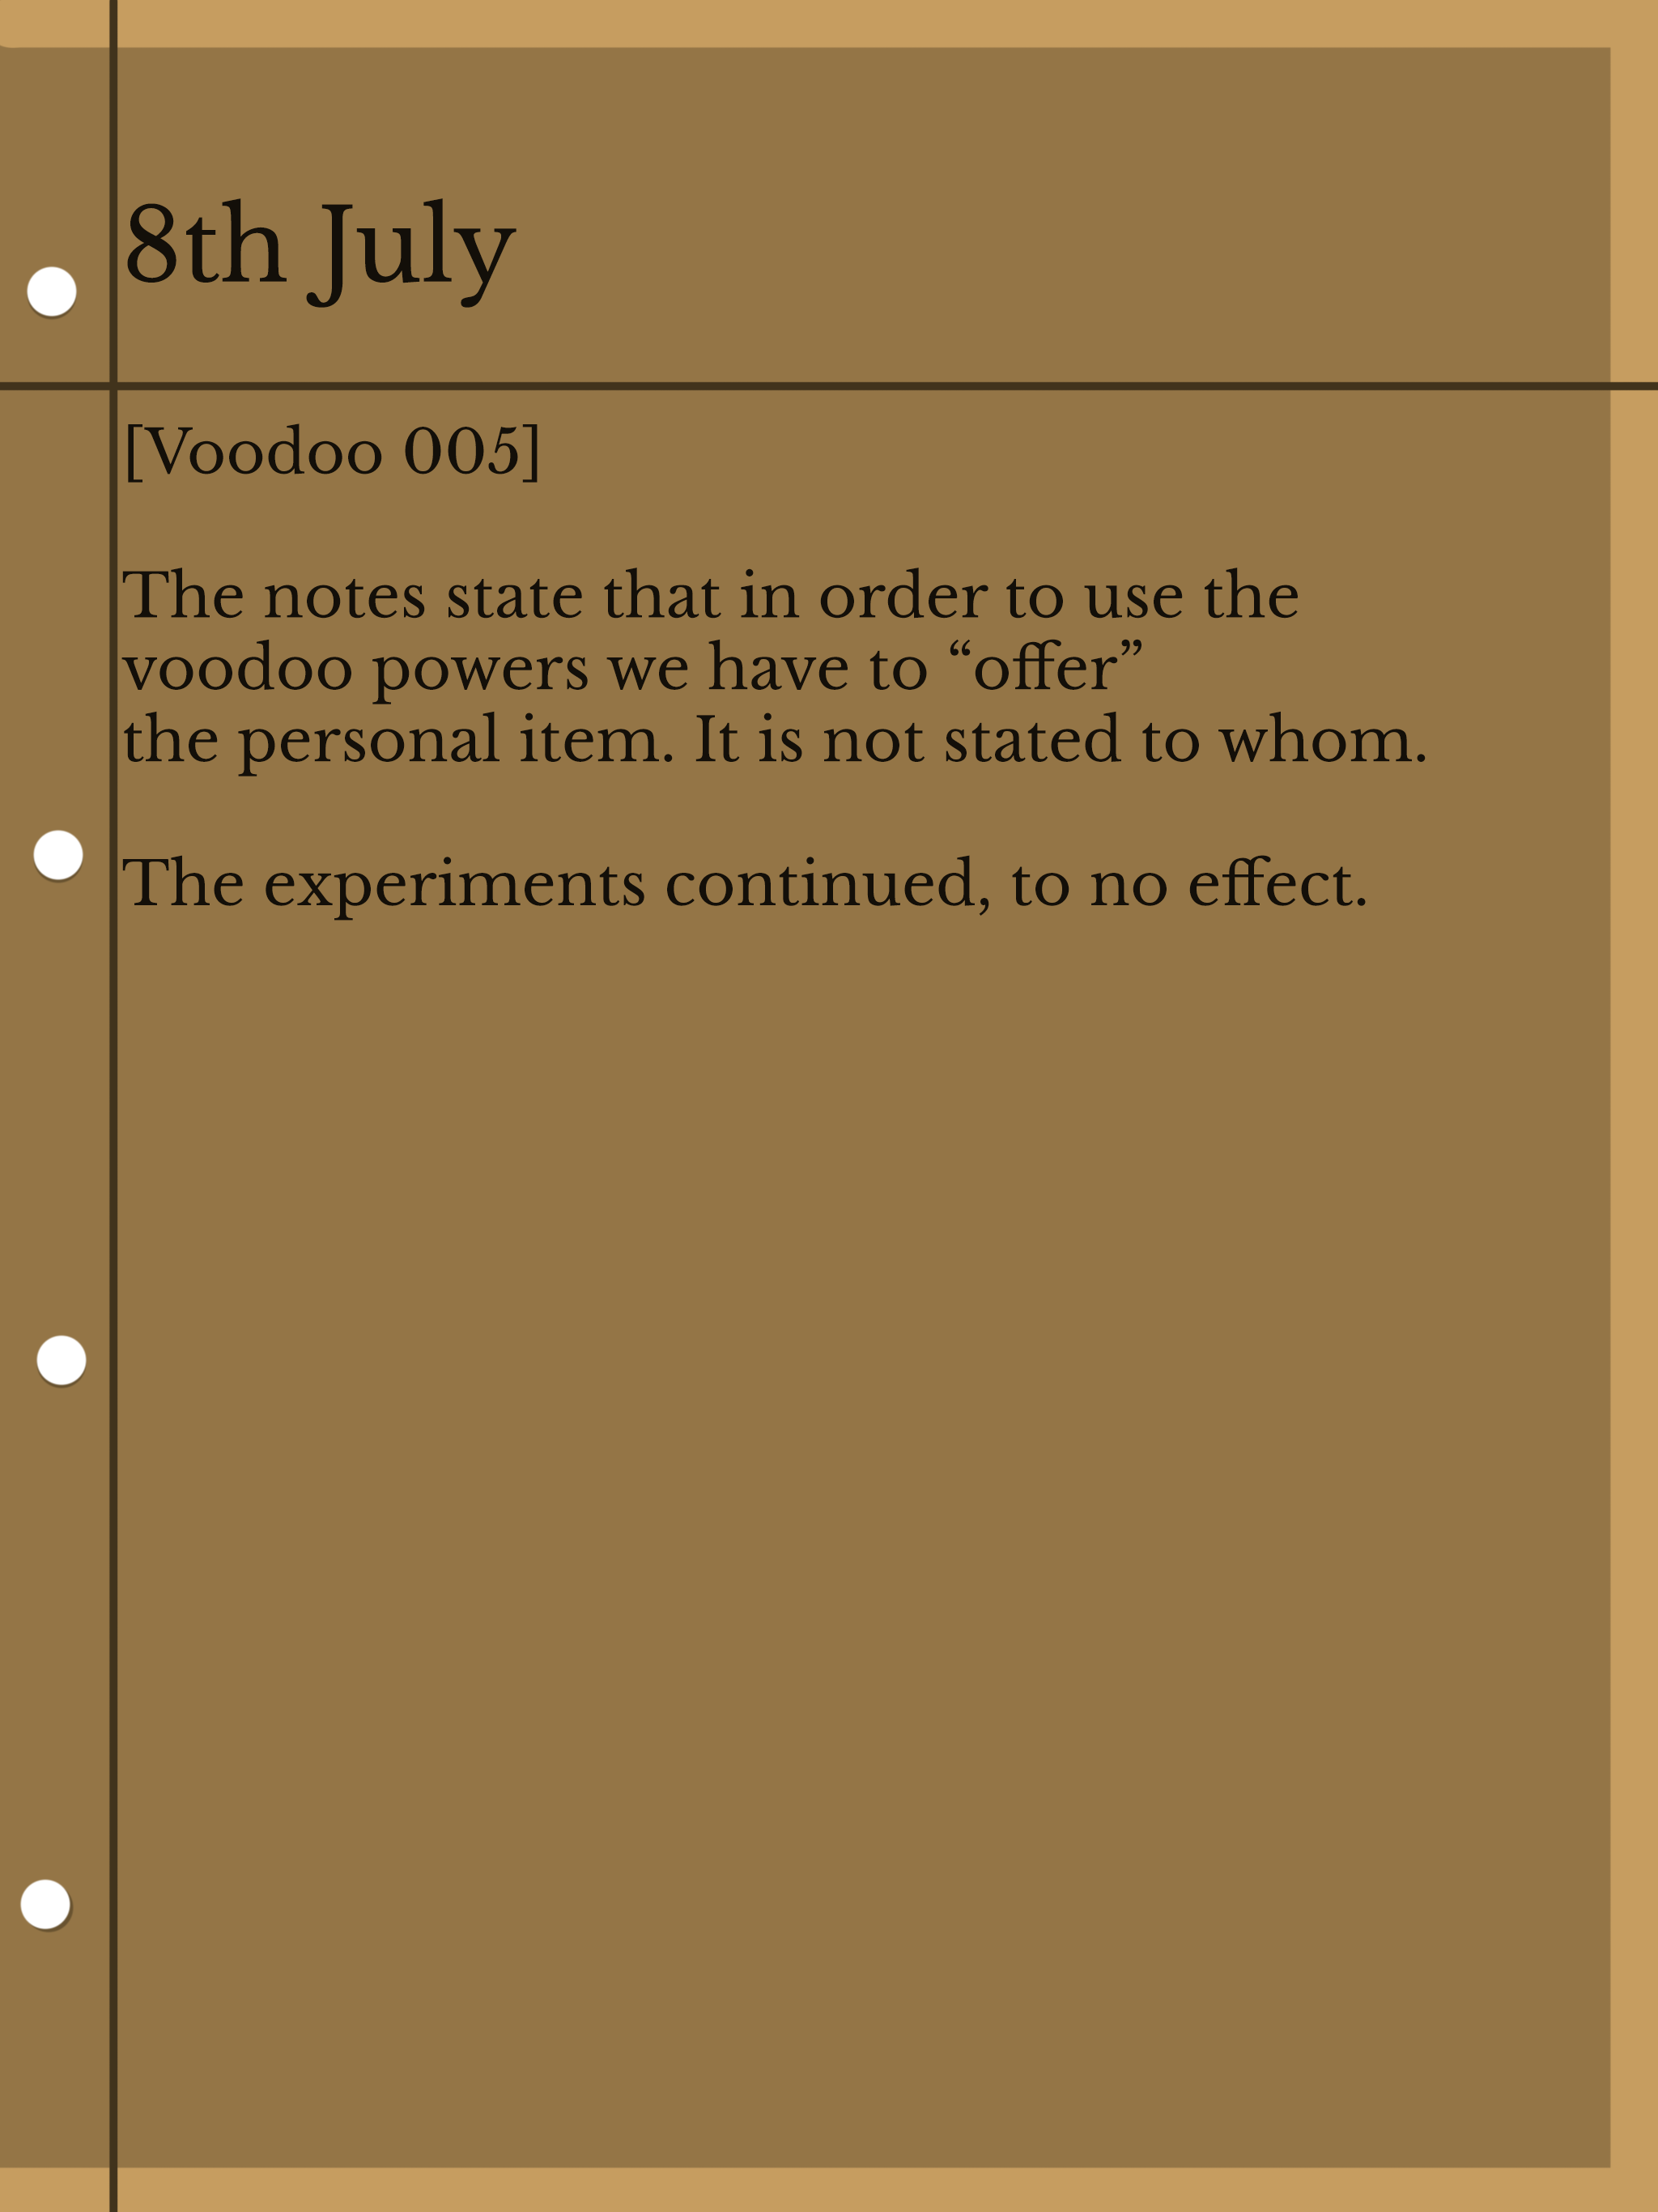 8th July
[Voodoo 005]
The notes state that in order to use the
voodoo powers we have to “offer”
the personal item. It is not stated to whom.
The experiments continued, to no effect.